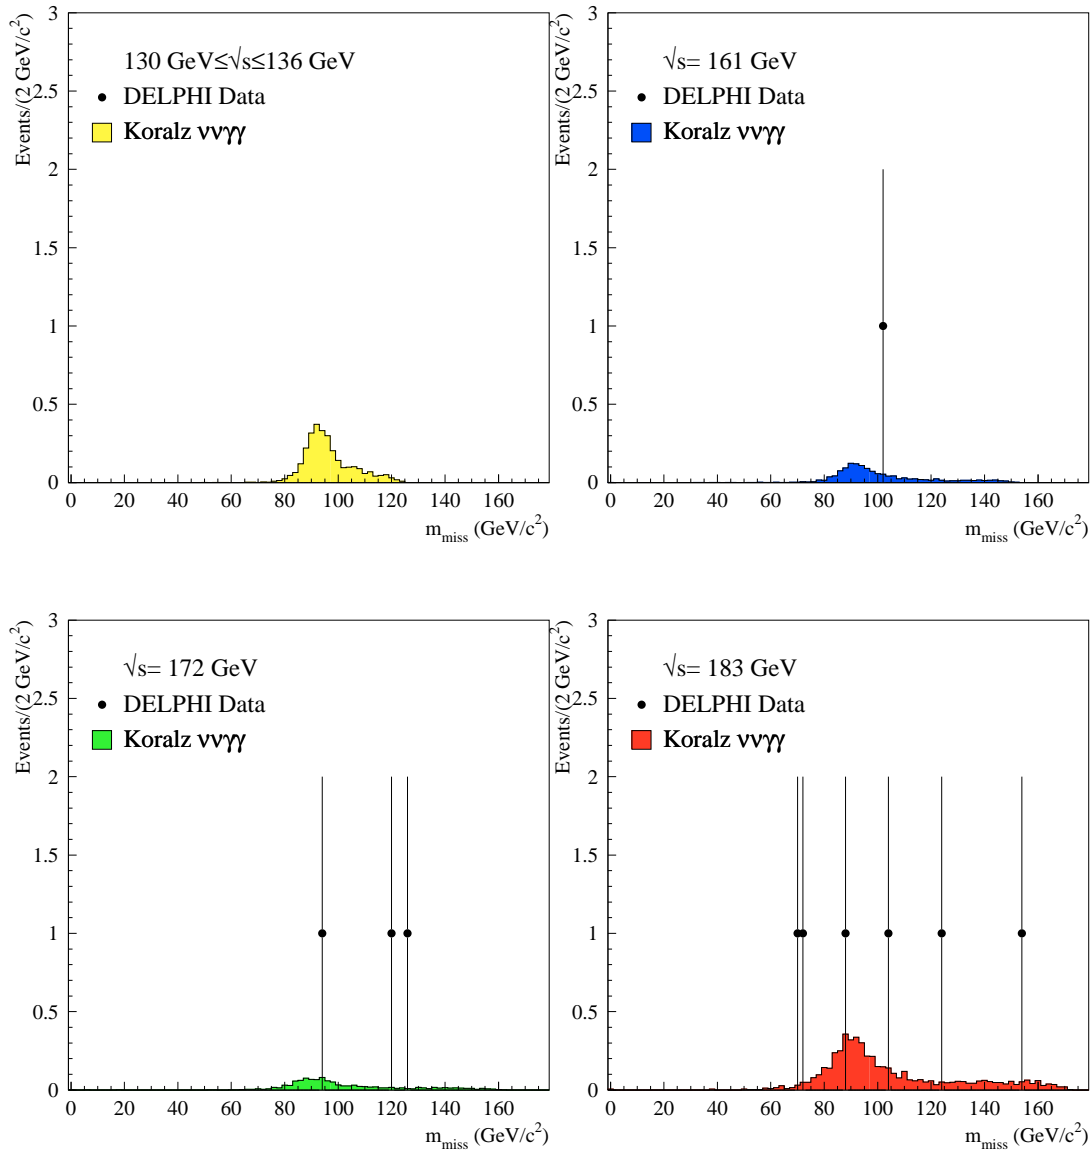 Events/(2 GeV/c²)
3
2.5
2
1.5
1
0.5
0
130 GeV≤√s≤136 GeV
DELPHI Data
Koralz ννγγ
0 20 40 60 80 100 120 140 160
m_miss (GeV/c²)
Events/(2 GeV/c²)
3
2.5
2
1.5
1
0.5
0
√s= 161 GeV
DELPHI Data
Koralz ννγγ
0 20 40 60 80 100 120 140 160
m_miss (GeV/c²)
Events/(2 GeV/c²)
3
2.5
2
1.5
1
0.5
0
√s= 172 GeV
DELPHI Data
Koralz ννγγ
0 20 40 60 80 100 120 140 160
m_miss (GeV/c²)
Events/(2 GeV/c²)
3
2.5
2
1.5
1
0.5
0
√s= 183 GeV
DELPHI Data
Koralz ννγγ
0 20 40 60 80 100 120 140 160
m_miss (GeV/c²)